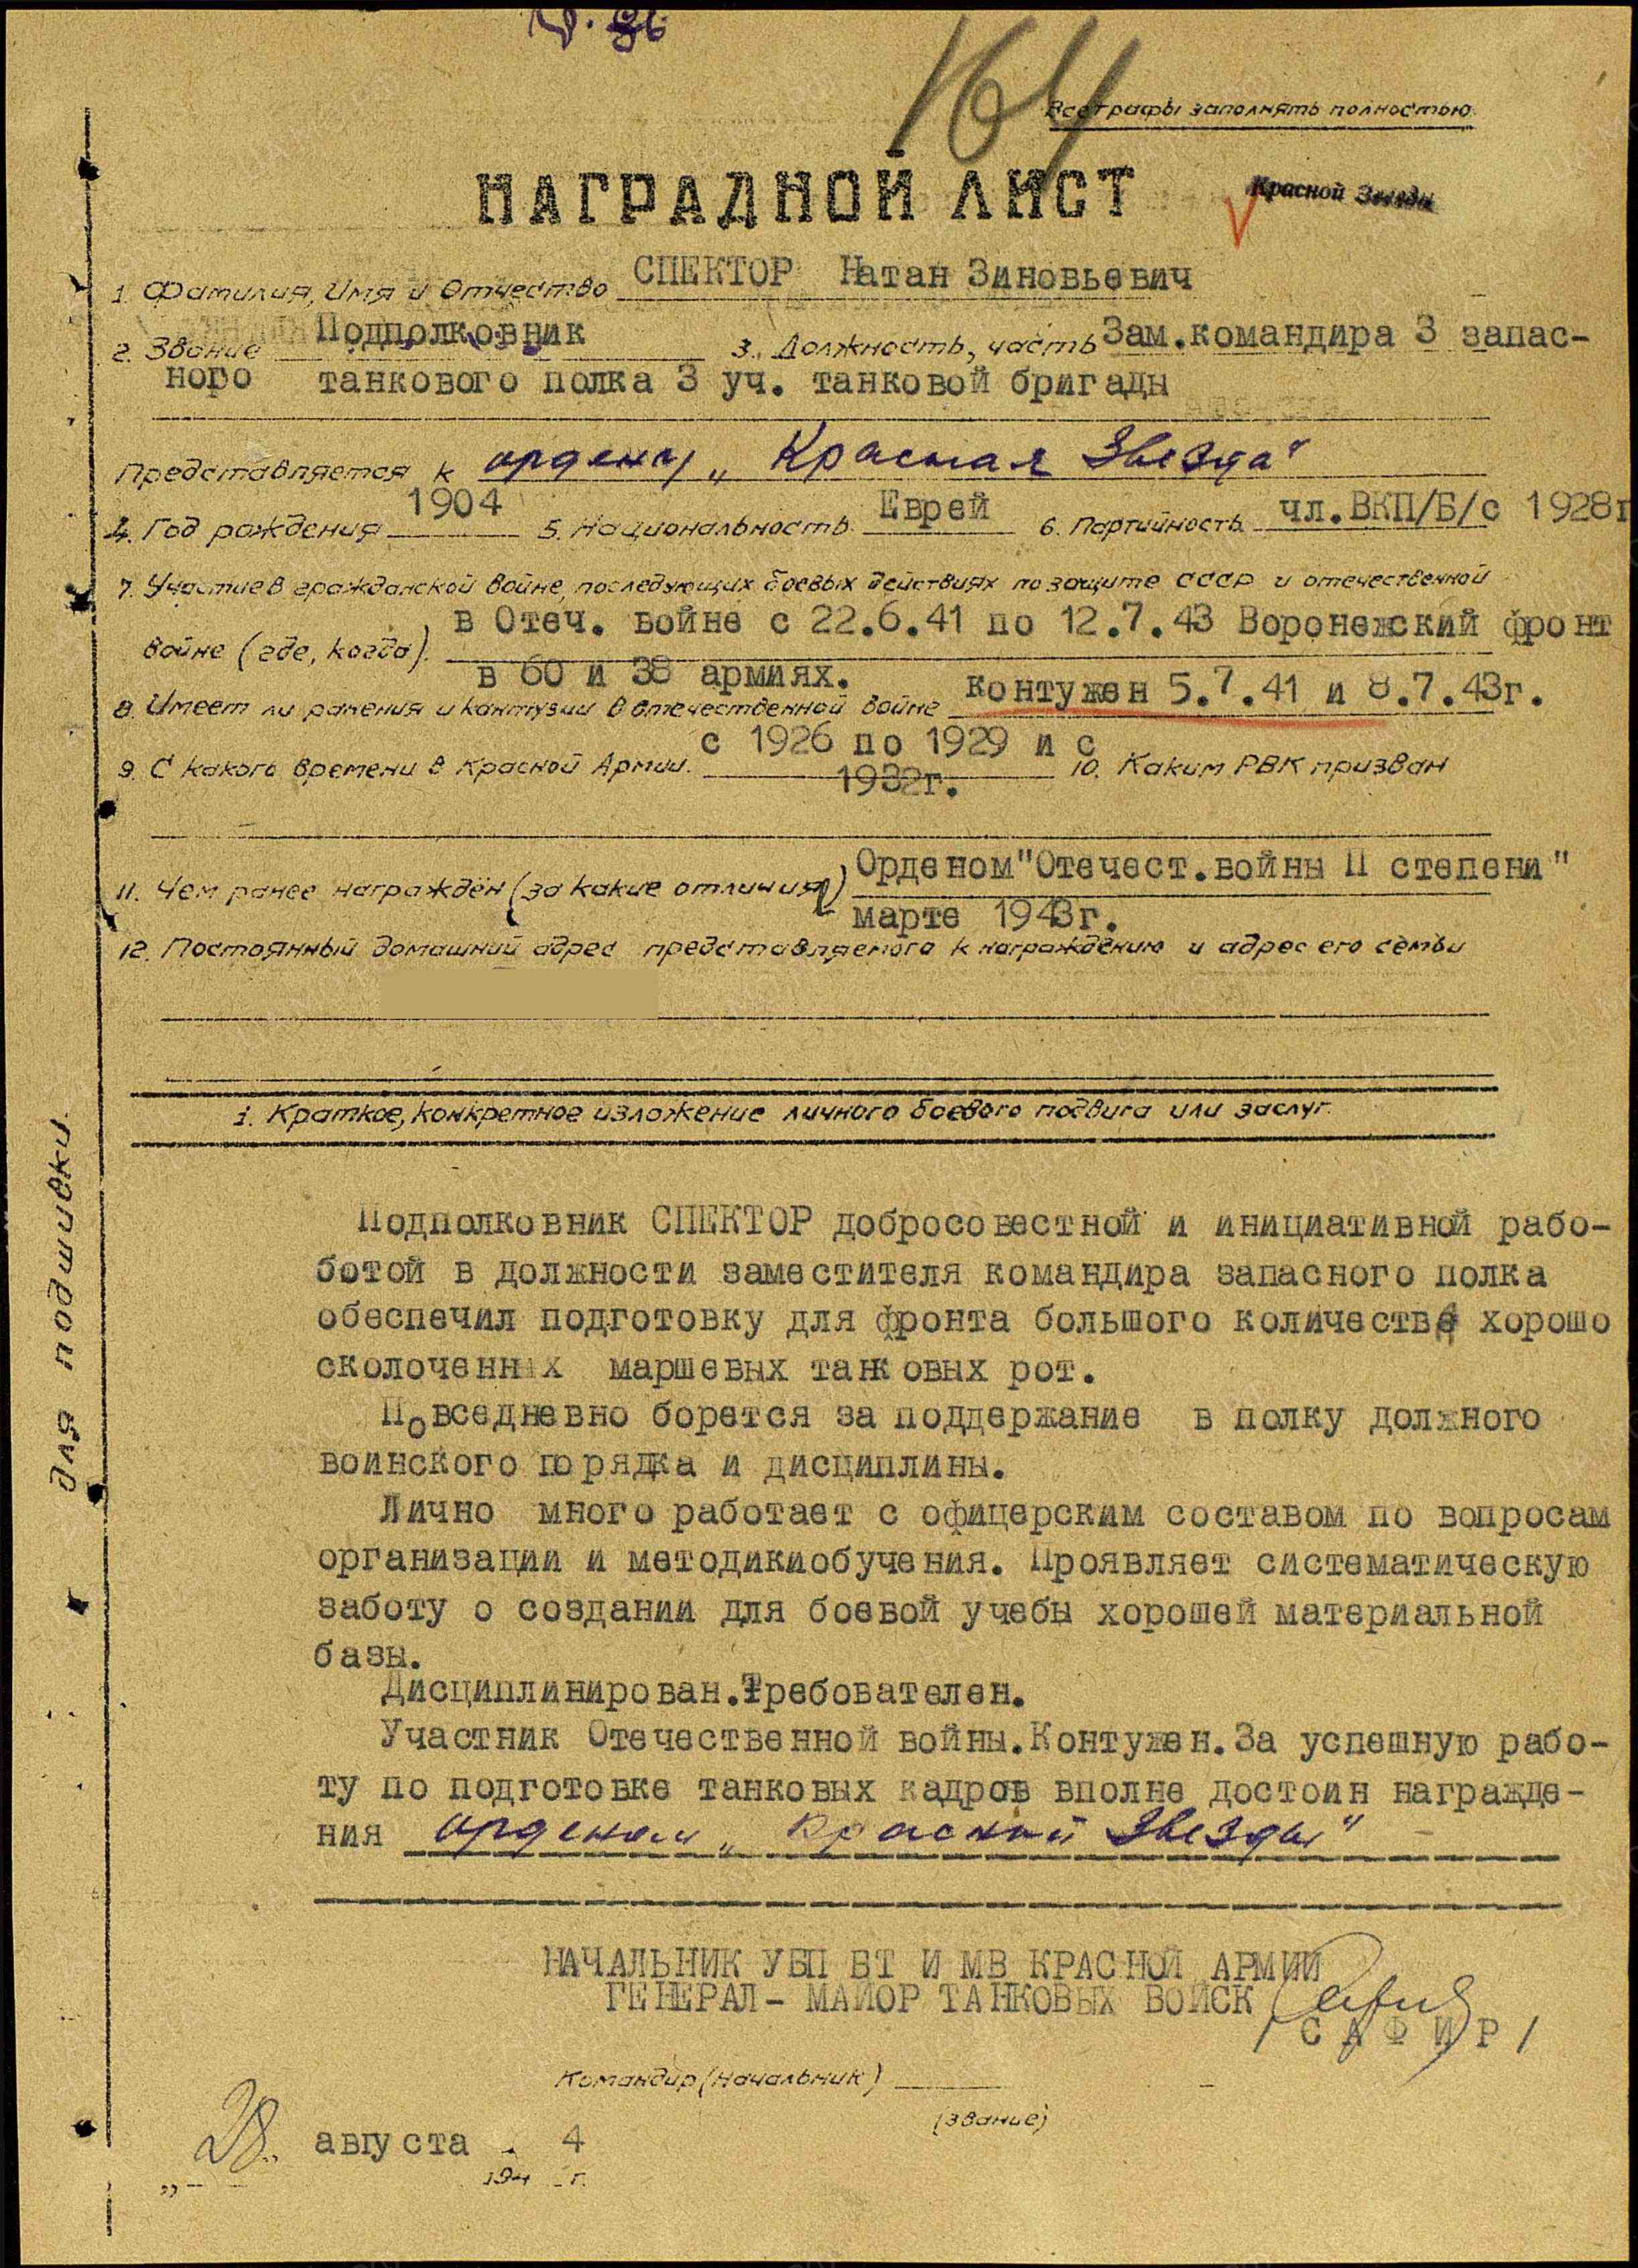 164
Все графы заполнять полностью.
НАГРАДНОЙ ЛИСТ
Красной Звезды
1. Фамилия, Имя и Отчество СПЕКТОР Натан Зиновьевич
2. Звание Подполковник 3. Должность, часть Зам.командира 3 запас-
ного танкового полка 3 уч. танковой бригады
Представляется к ордену „Красная Звезда"
4. Год рождения 1904 5. Национальность Еврей 6. Партийность чл.ВКП/Б/с 1928г
7. Участие в гражданской войне, последующих боевых действиях по защите СССР и отечественной
войне (где, когда). в Отеч. войне с 22.6.41 по 12.7.43 Воронежский фронт
в 60 и 38 армиях.
8. Имеет ли ранения и контузии в отечественной войне контужен 5.7.41 и 8.7.43г.
9. С какого времени в Красной Армии. с 1926 по 1929 и с 1932г. 10. Каким РВК призван
11. Чем ранее награждён (за какие отличия) Орденом"Отечест.войны II степени"
марте 1943г.
12. Постоянный домашний адрес представляемого к награждению и адрес его семьи
1. Краткое, конкретное изложение личного боевого подвига или заслуг.
Подполковник СПЕКТОР добросовестной и инициативной рабо-
ботой в должности заместителя командира запасного полка
обеспечил подготовку для фронта большого количества хорошо
сколоченных маршевых танковых рот.
Повседневно борется за поддержание в полку должного
воинского порядка и дисциплины.
Лично много работает с офицерским составом по вопросам
организации и методикиобучения. Проявляет систематическую
заботу о создании для боевой учебы хорошей материальной
базы.
Дисциплинирован.Требователен.
Участник Отечественной войны.Контужен.За успешную рабо-
ту по подготовке танковых кадров вполне достоин награжде-
ния орденом „Красной Звезды"
НАЧАЛЬНИК УБП БТ И МВ КРАСНОЙ АРМИИ
ГЕНЕРАЛ- МАЙОР ТАНКОВЫХ ВОЙСК
/САФИР/
Командир (Начальник)
(звание)
„28" августа 1944 г.
для подшивки